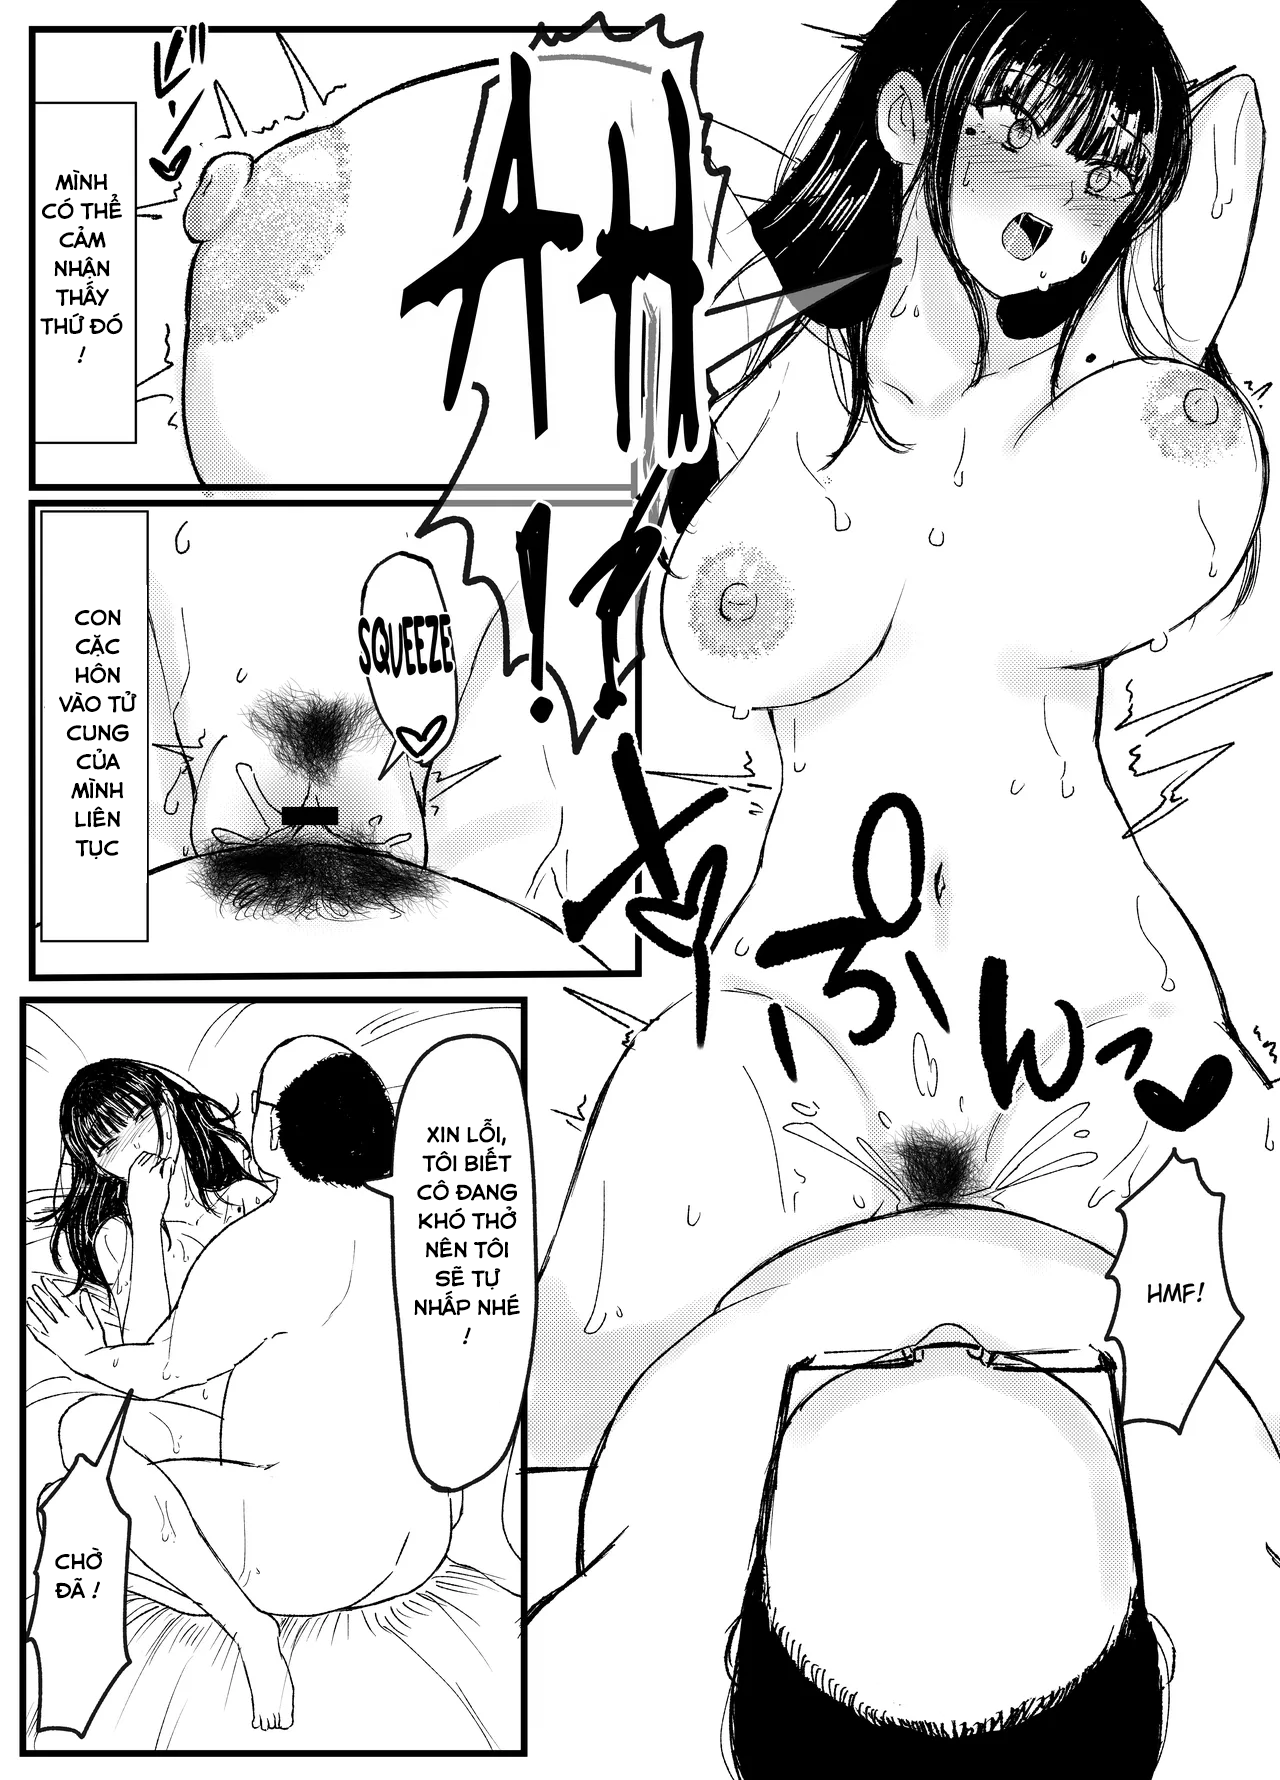 MÌNH
CÓ THỂ
CẢM
NHẬN
THẤY
THỨ ĐÓ
!
AH
!?
CON
CẶC
HÔN
VÀO TỬ
CUNG
CỦA
MÌNH
LIÊN
TỤC
SQUEEZE
XIN LỖI,
TÔI BIẾT
CÔ ĐANG
KHÓ THỞ
NÊN TÔI
SẼ TỰ
NHẤP NHÉ
!
CHỜ
ĐÃ !
HMF!